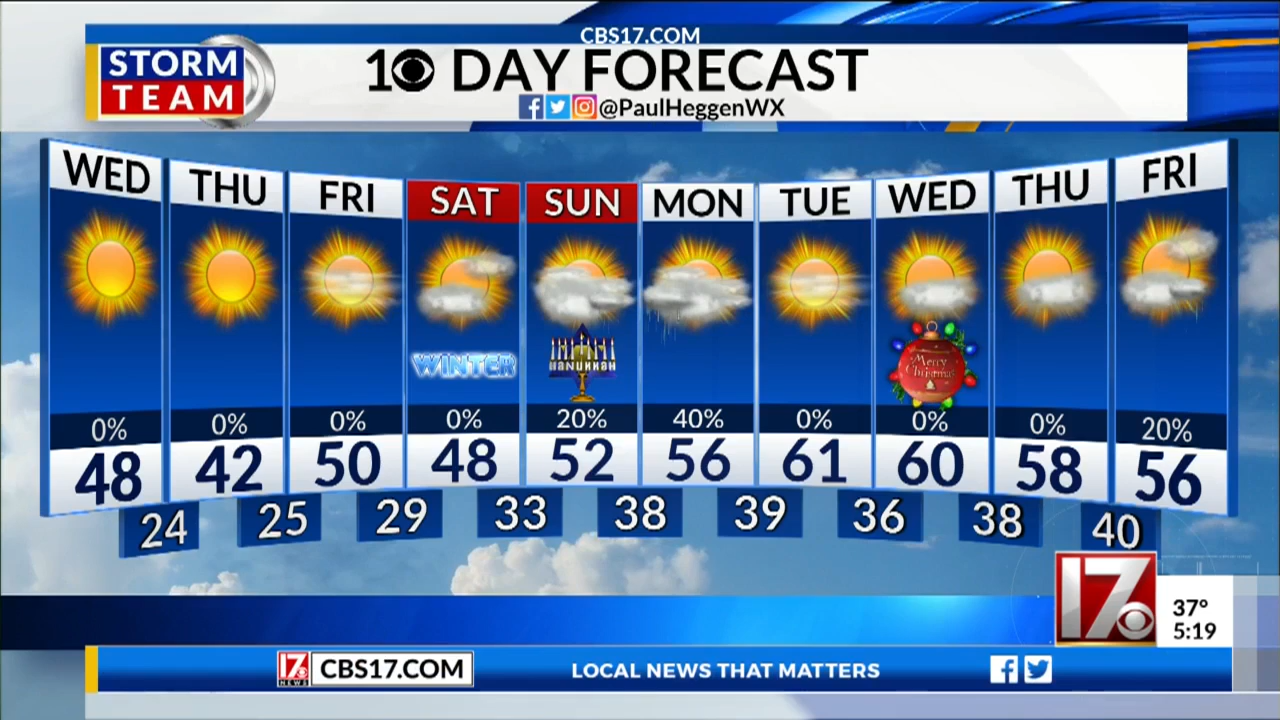 CBS17.COM
STORM TEAM
10 DAY FORECAST
@PaulHeggenWX
WED THU FRI SAT SUN MON TUE WED THU FRI
WINTER
HANUKKAH
Merry
Christmas
0% 0% 0% 0% 20% 40% 0% 0% 0% 20%
48 42 50 48 52 56 61 60 58 56
24 25 29 33 38 39 36 38 40
17
37°
5:19
17 NEWS CBS17.COM LOCAL NEWS THAT MATTERS